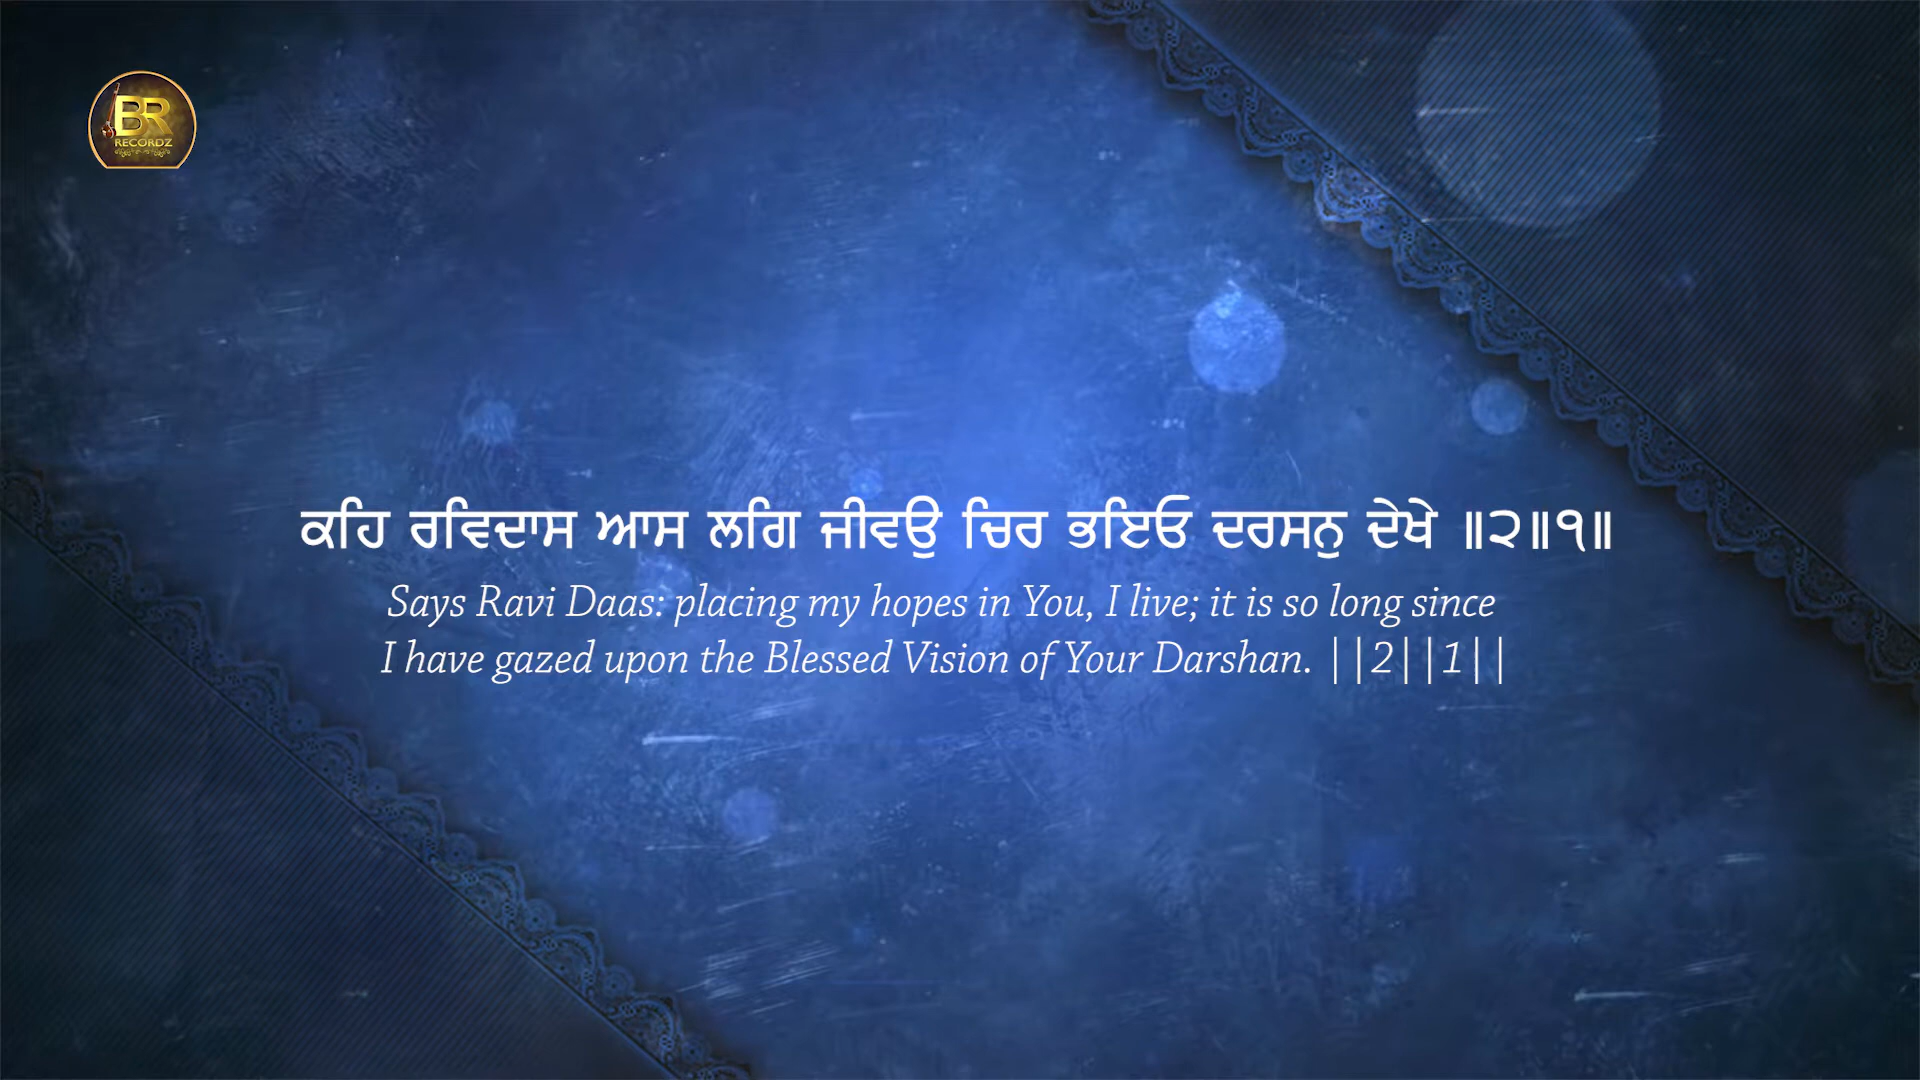 BR
RECORDZ
ਕਹਿ ਰਵਿਦਾਸ ਆਸ ਲਗਿ ਜੀਵਉ ਚਿਰ ਭਇਓ ਦਰਸਨੁ ਦੇਖੇ ॥੨॥੧॥
Says Ravi Daas: placing my hopes in You, I live; it is so long since
I have gazed upon the Blessed Vision of Your Darshan. ||2||1||